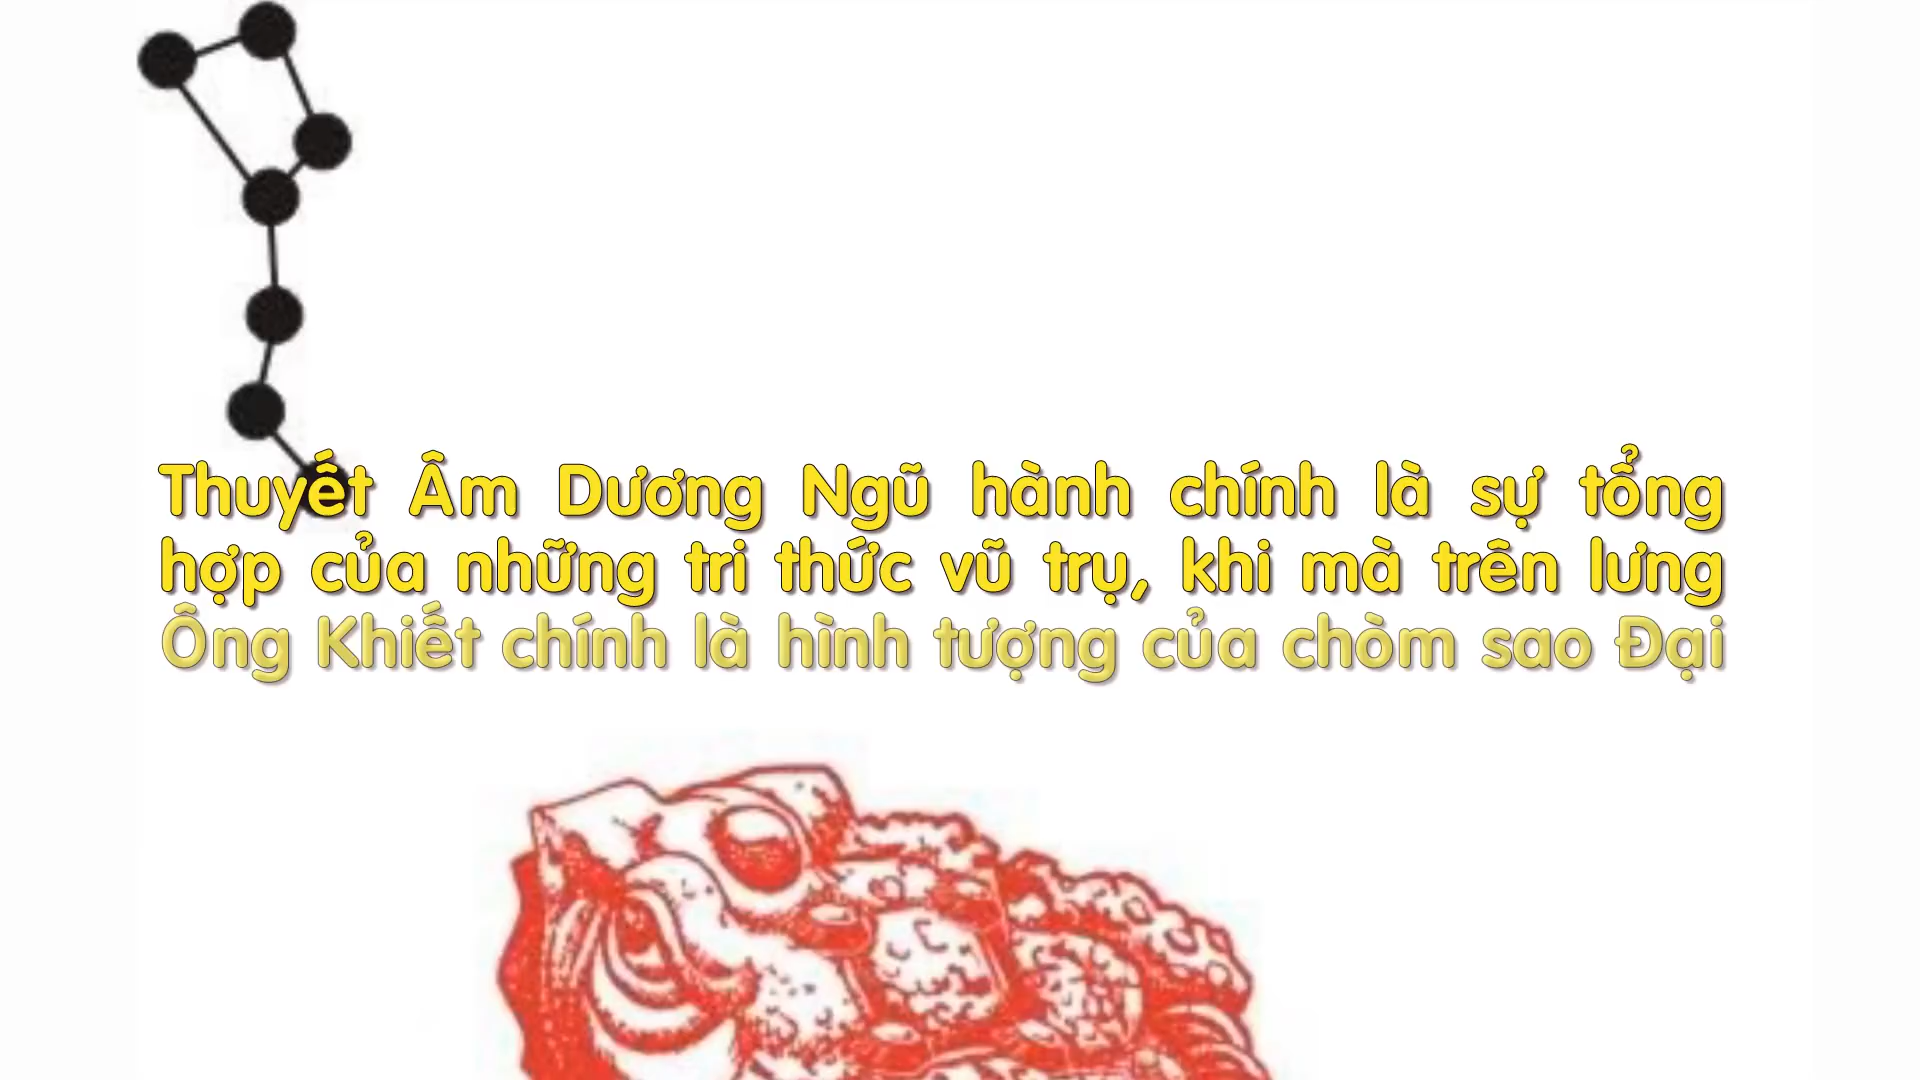 Thuyết Âm Dương Ngũ hành chính là sự tổng
hợp của những tri thức vũ trụ, khi mà trên lưng
Ông Khiết chính là hình tượng của chòm sao Đại